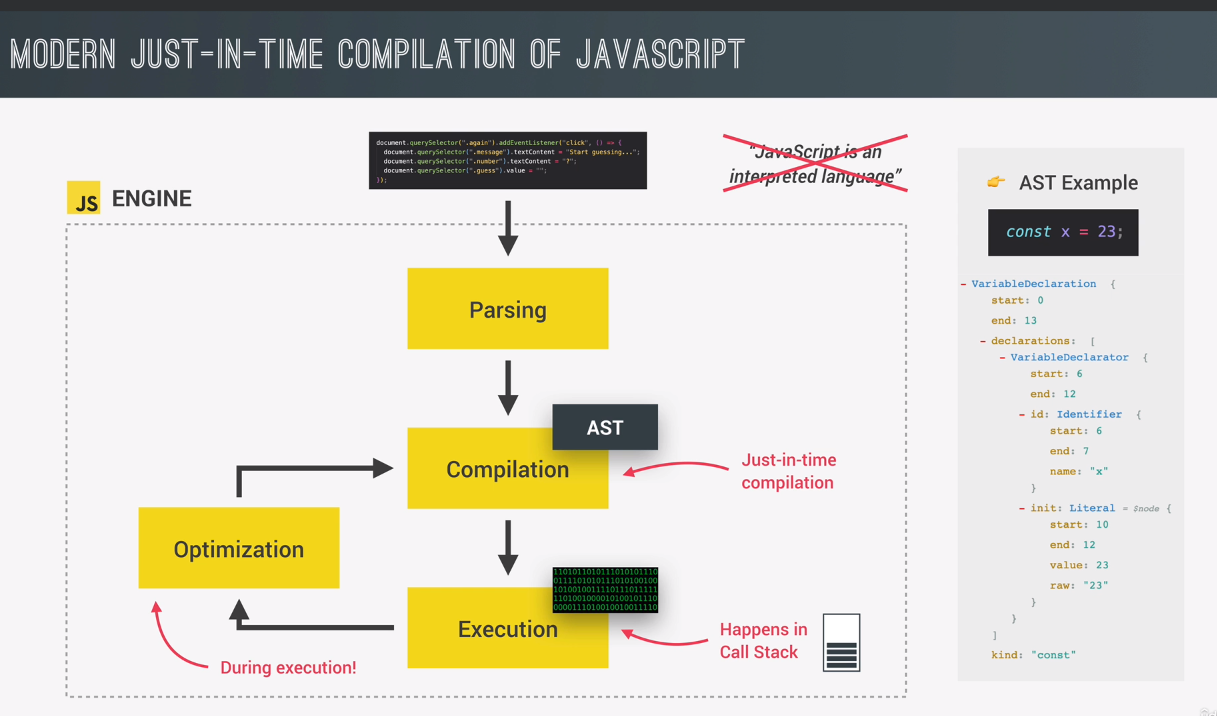 MODERN JUST-IN-TIME COMPILATION OF JAVASCRIPT
document.querySelector(".again").addEventListener("click", () => {
document.querySelector(".message").textContent = "Start guessing...";
document.querySelector(".number").textContent = "?";
document.querySelector(".guess").value = "";
});
“JavaScript is an
interpreted language”
JS ENGINE
Parsing
AST
Compilation
Just-in-time
compilation
Optimization
11010110101110101011110
0111101010111010100100
10100100111101110111111
11010010000101001011110
00001110100100100111110
Execution
Happens in
Call Stack
During execution!
👉 AST Example
const x = 23;
- VariableDeclaration {
start: 0
end: 13
- declarations: [
- VariableDeclarator {
start: 6
end: 12
- id: Identifier {
start: 6
end: 7
name: "x"
}
- init: Literal = $node {
start: 10
end: 12
value: 23
raw: "23"
}
}
]
kind: "const"